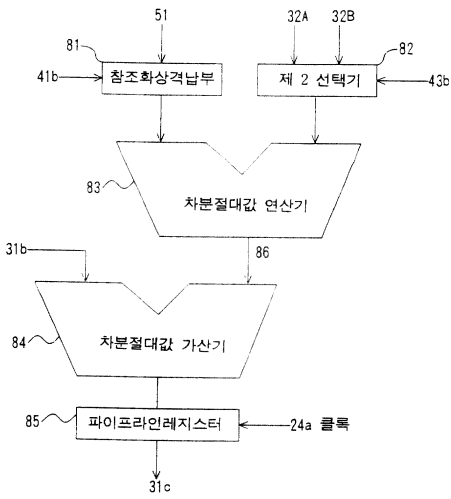 51
32A 32B
81
82
41b
참조화상격납부
제 2 선택기
43b
83
차분절대값 연산기
31b
86
84
차분절대값 가산기
85
파이프라인레지스터
24a 클록
31c